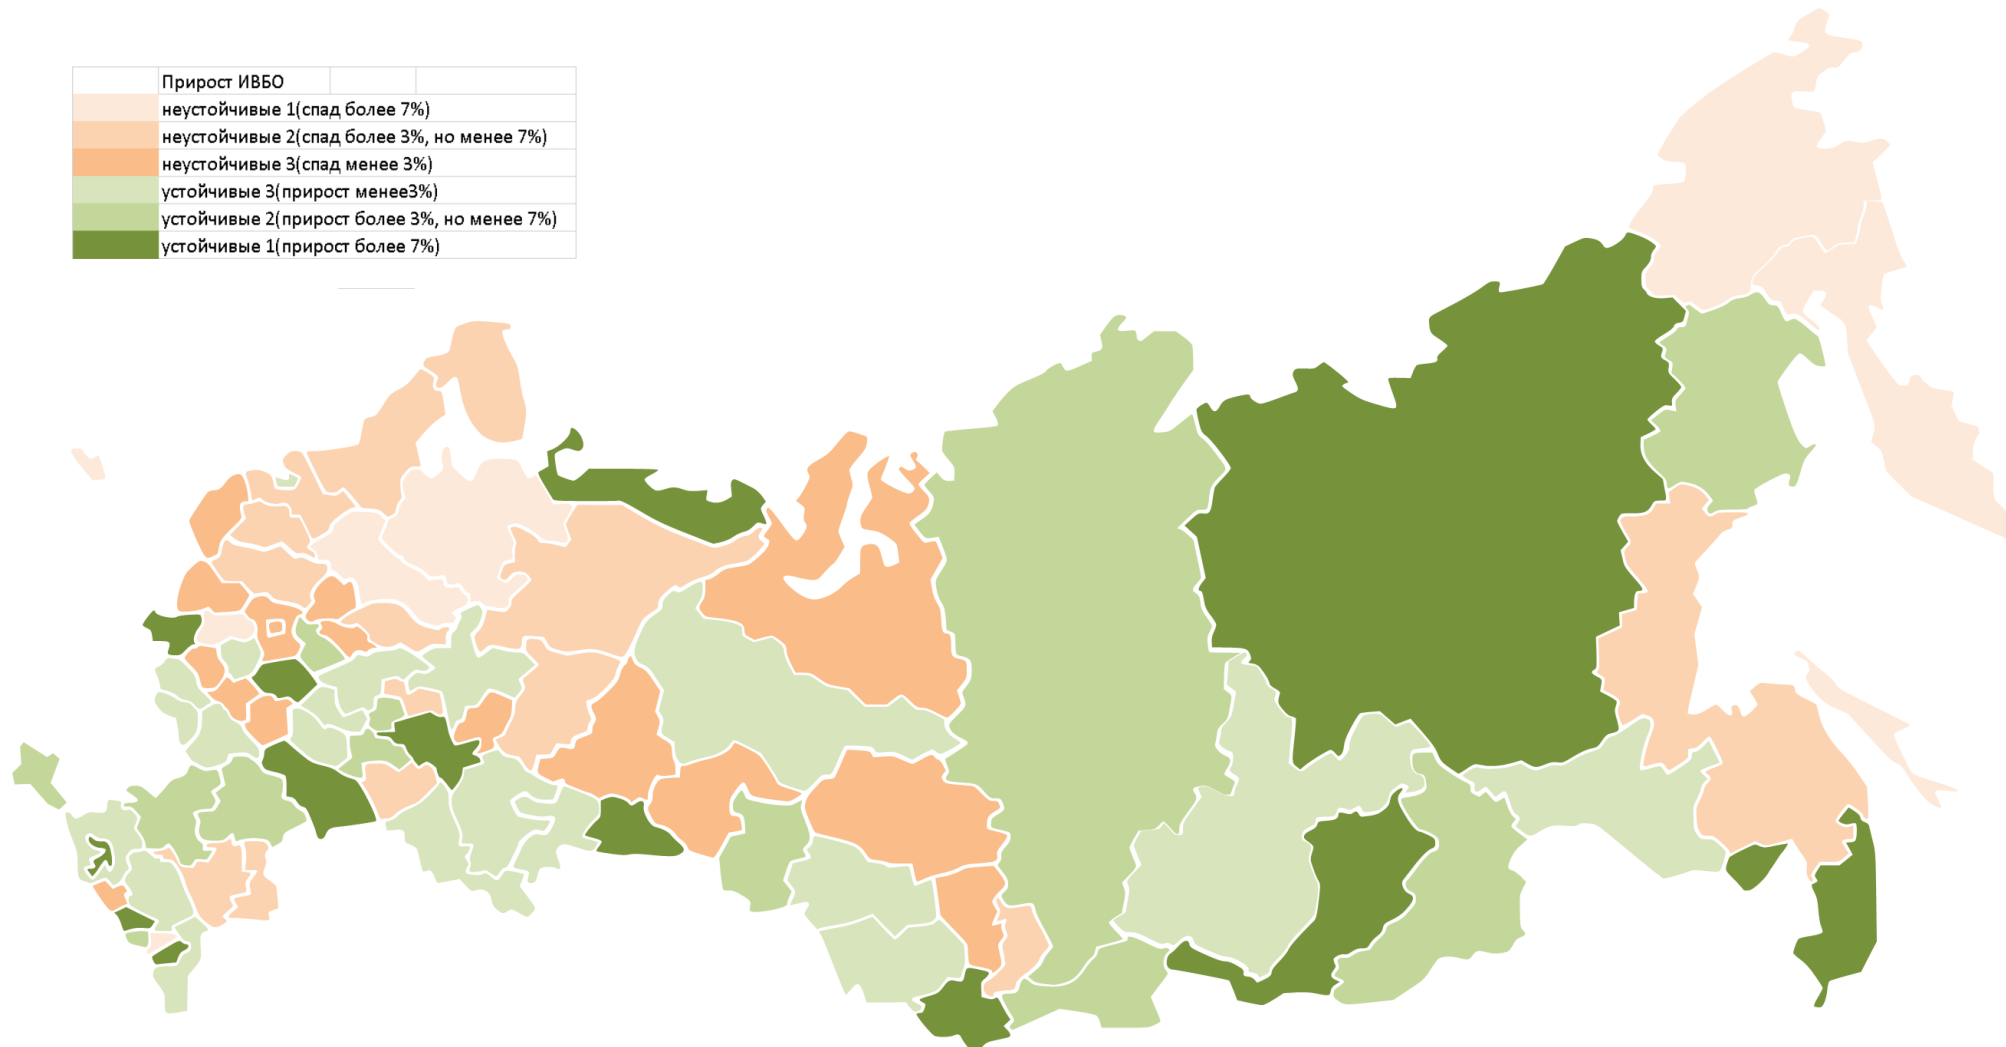 Прирост ИВБО
неустойчивые 1(спад более 7%)
неустойчивые 2(спад более 3%, но менее 7%)
неустойчивые 3(спад менее 3%)
устойчивые 3(прирост менее3%)
устойчивые 2(прирост более 3%, но менее 7%)
устойчивые 1(прирост более 7%)